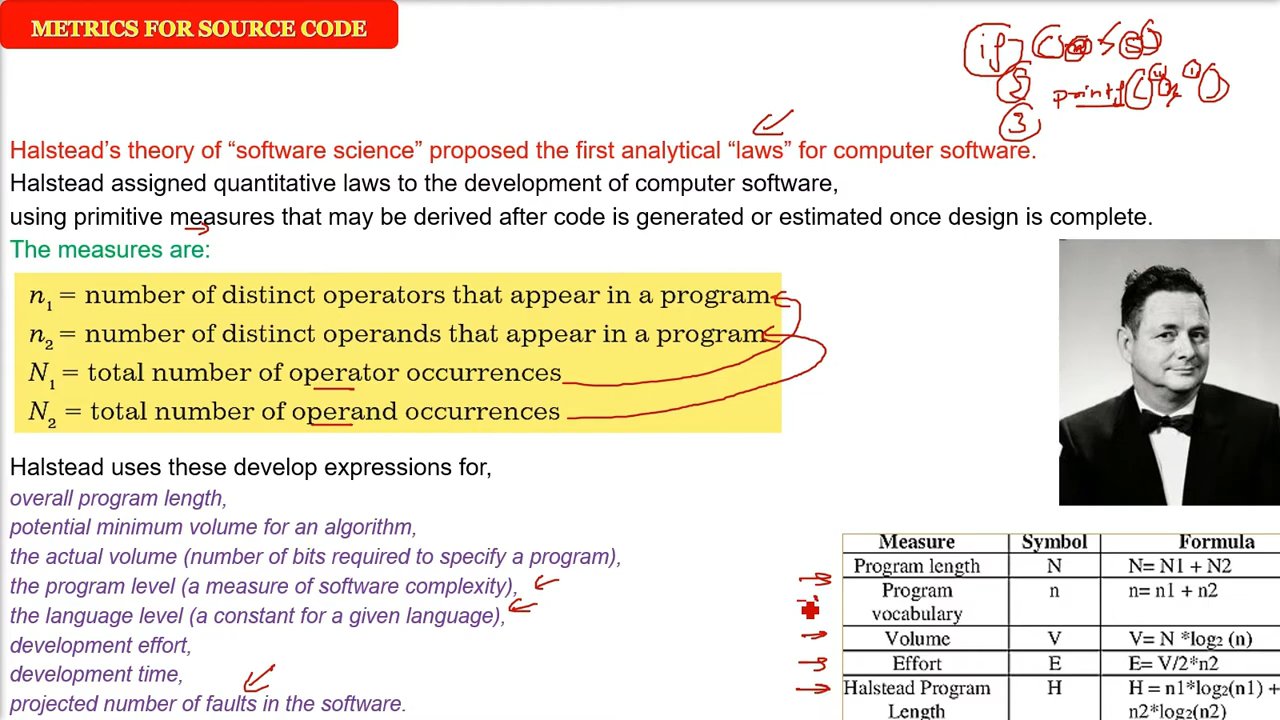 METRICS FOR SOURCE CODE
if ( n < 5 )
{ printf ( " % " )
3
Halstead's theory of “software science” proposed the first analytical “laws” for computer software.
Halstead assigned quantitative laws to the development of computer software,
using primitive measures that may be derived after code is generated or estimated once design is complete.
The measures are:
n1 = number of distinct operators that appear in a program
n2 = number of distinct operands that appear in a program
N1 = total number of operator occurrences
N2 = total number of operand occurrences
Halstead uses these develop expressions for,
overall program length,
potential minimum volume for an algorithm,
the actual volume (number of bits required to specify a program),
the program level (a measure of software complexity),
the language level (a constant for a given language),
development effort,
development time,
projected number of faults in the software.
Measure Symbol Formula
Program length N N= N1 + N2
Program n n= n1 + n2
vocabulary
Volume V V= N *log2 (n)
Effort E E= V/2*n2
Halstead Program H H = n1*log2(n1) +
Length n2*log2(n2)